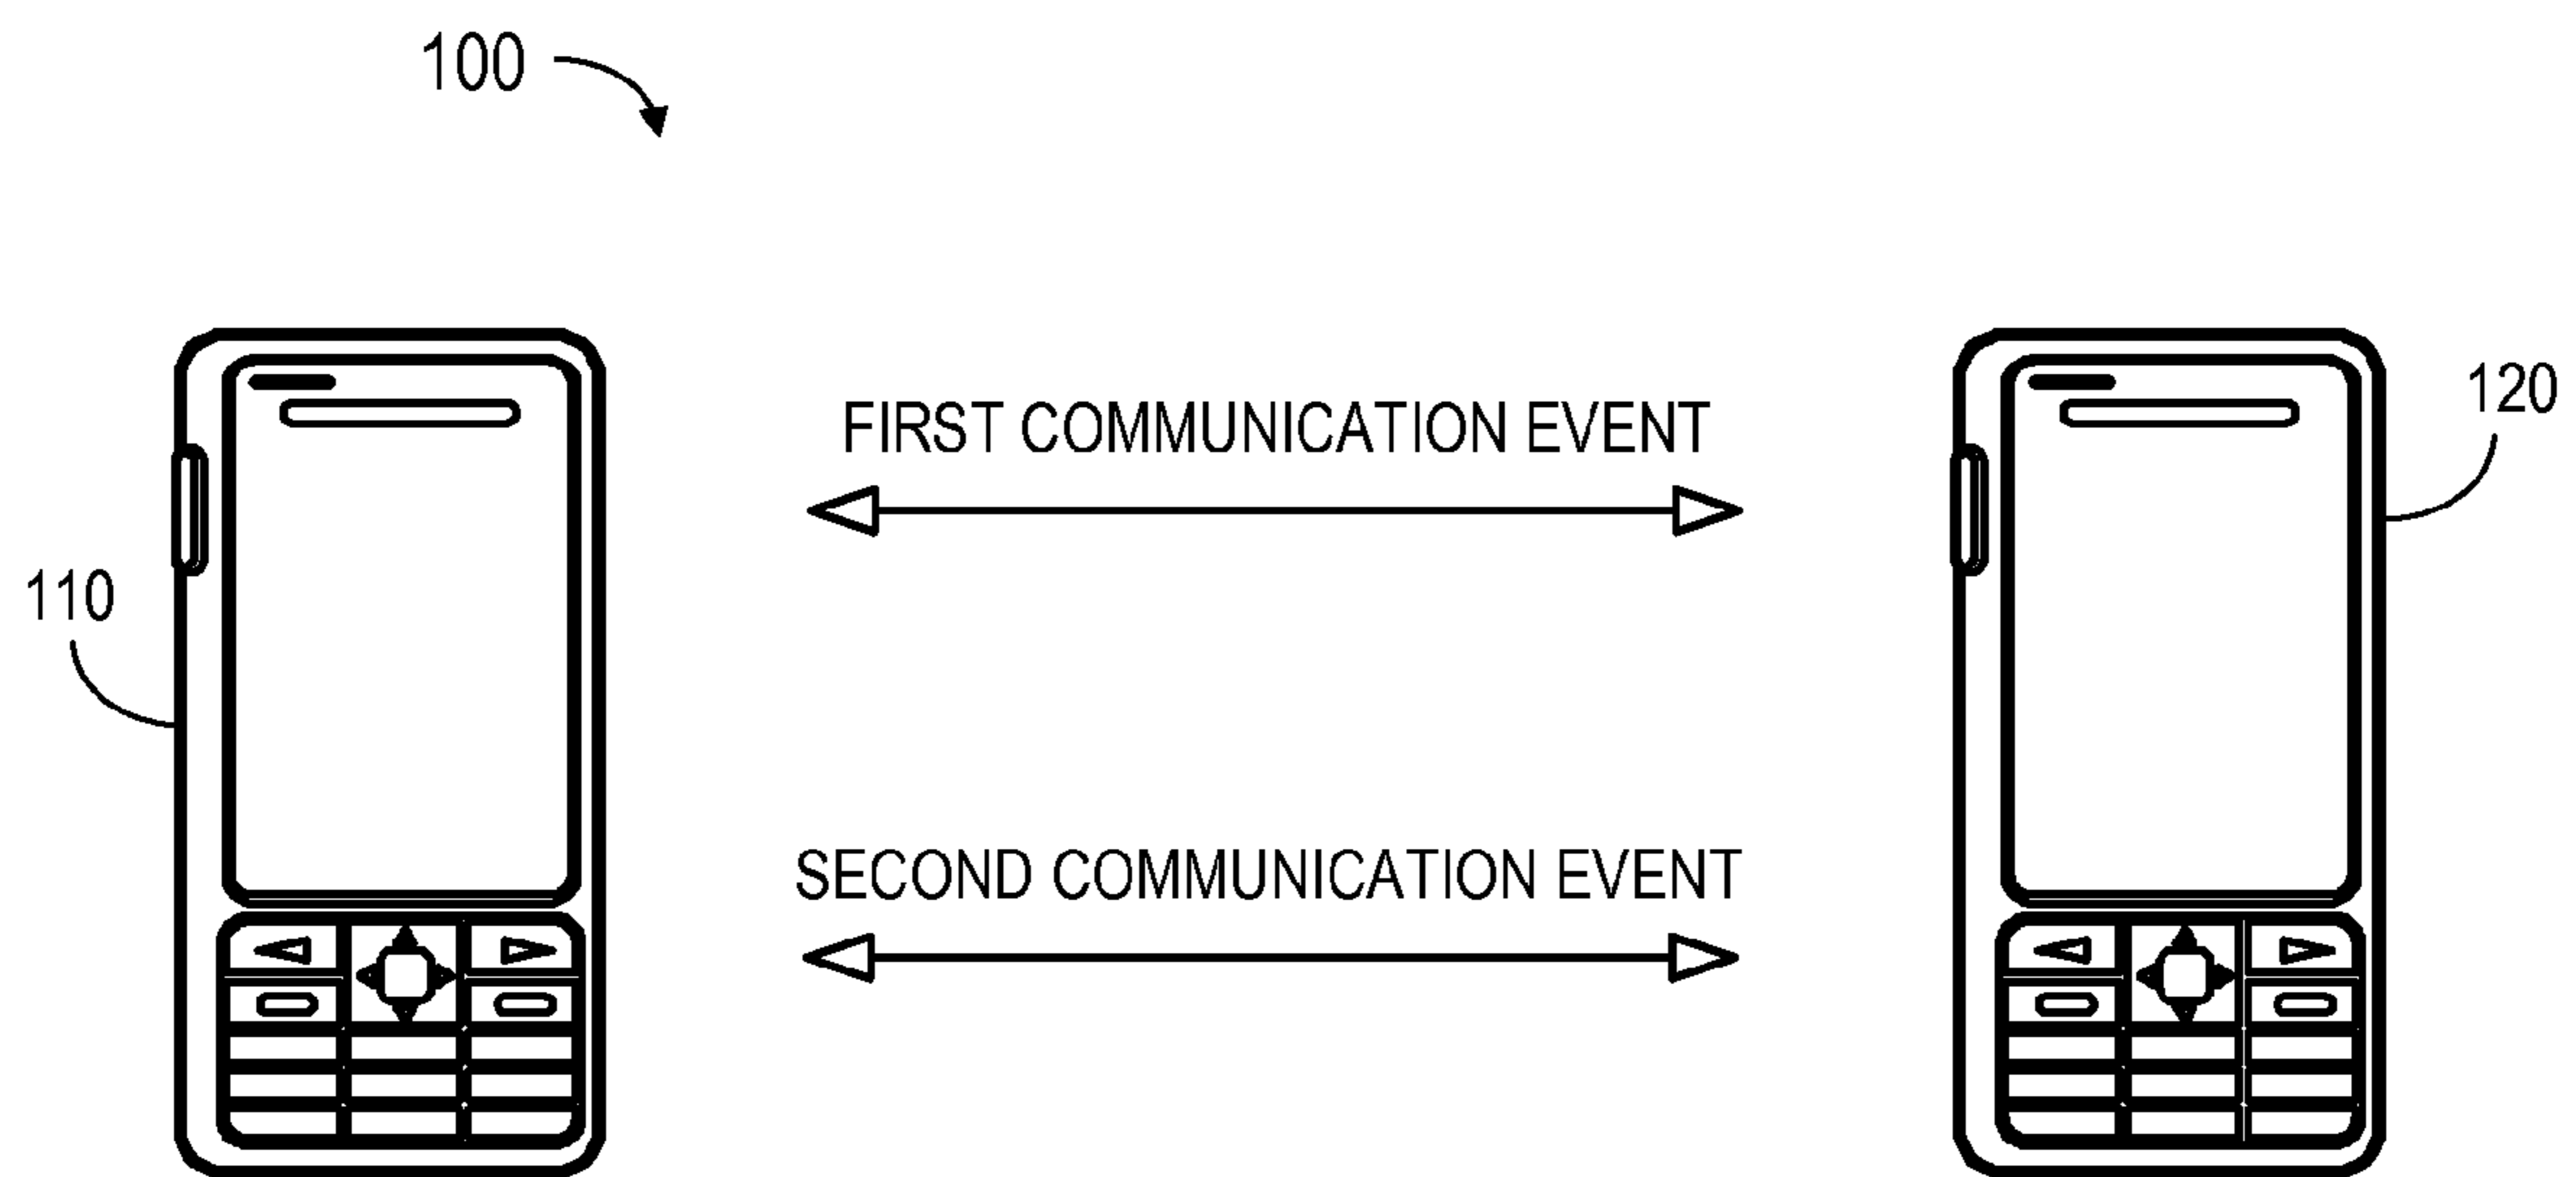 100
FIRST COMMUNICATION EVENT
120
110
SECOND COMMUNICATION EVENT